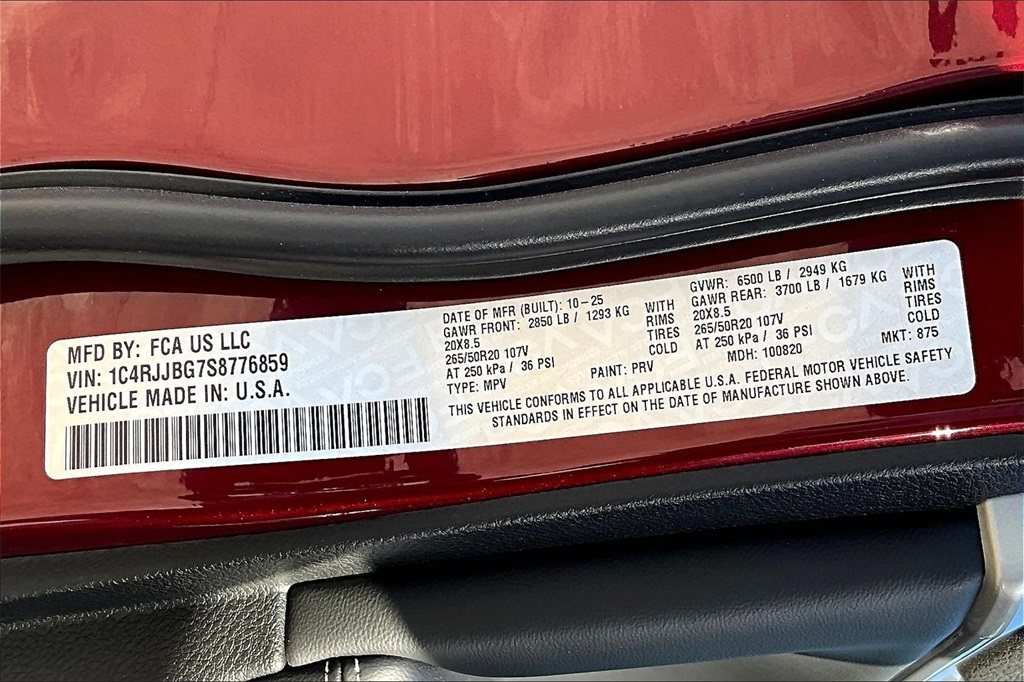 MFD BY: FCA US LLC
VIN: 1C4RJJBG7S8776859
VEHICLE MADE IN: U.S.A.
DATE OF MFR (BUILT): 10-25
GAWR FRONT: 2850 LB / 1293 KG WITH
20X8.5 RIMS
265/50R20 107V TIRES
AT 250 kPa / 36 PSI COLD
TYPE: MPV PAINT: PRV
GVWR: 6500 LB / 2949 KG
GAWR REAR: 3700 LB / 1679 KG WITH
20X8.5 RIMS
265/50R20 107V TIRES
AT 250 kPa / 36 PSI COLD
MDH: 100820 MKT: 875
THIS VEHICLE CONFORMS TO ALL APPLICABLE U.S.A. FEDERAL MOTOR VEHICLE SAFETY
STANDARDS IN EFFECT ON THE DATE OF MANUFACTURE SHOWN ABOVE.